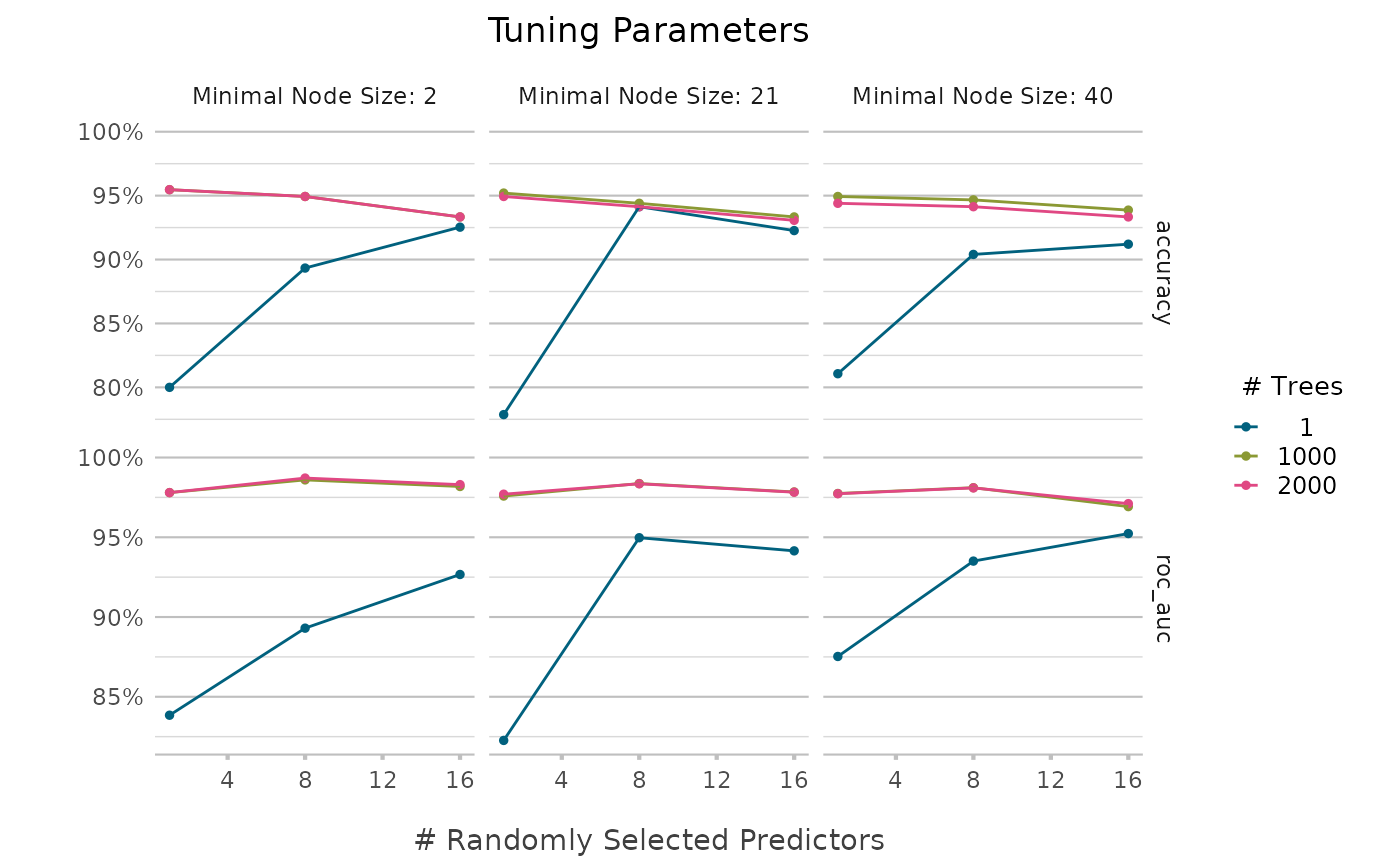 Tuning Parameters
Minimal Node Size: 2
Minimal Node Size: 21
Minimal Node Size: 40
100%
95%
90%
85%
80%
accuracy
100%
95%
90%
85%
roc_auc
4 8 12 16
4 8 12 16
4 8 12 16
# Randomly Selected Predictors
# Trees
1
1000
2000